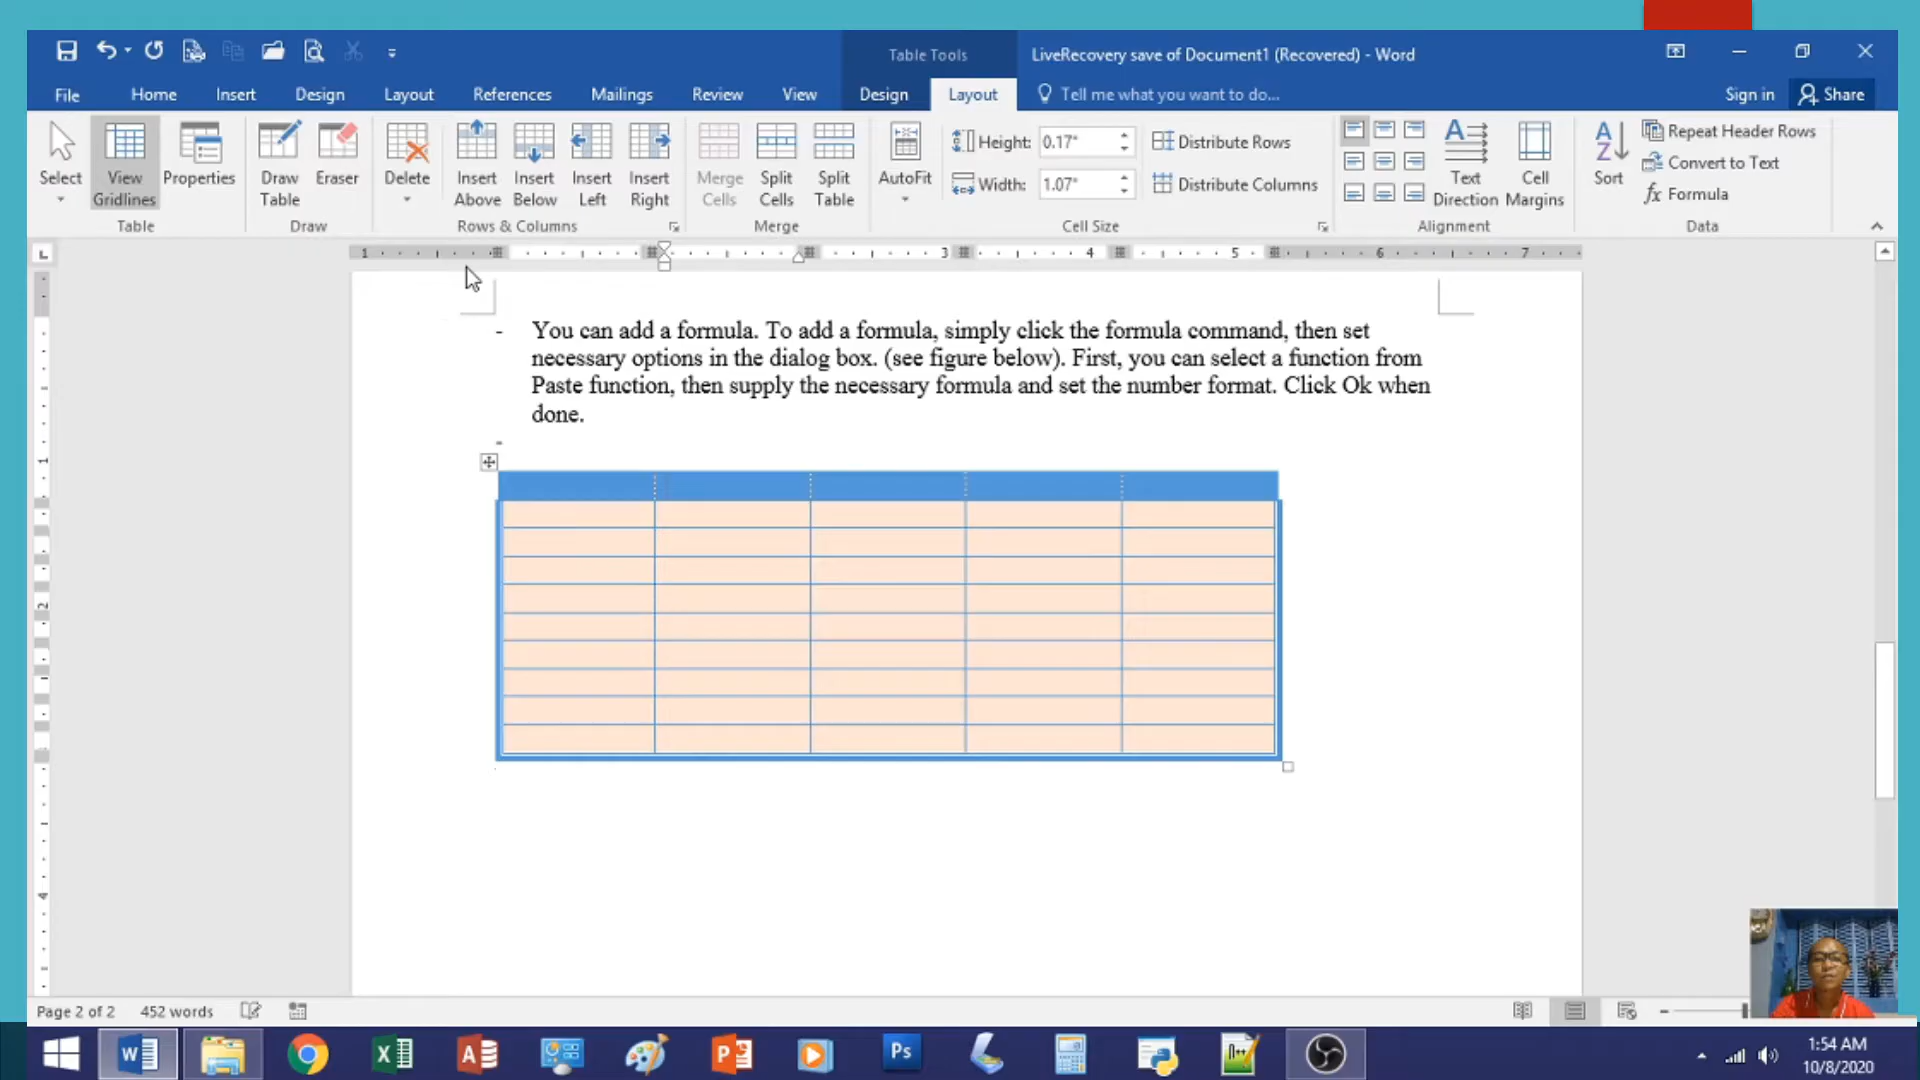 Table Tools
LiveRecovery save of Document1 (Recovered) - Word
File Home Insert Design Layout References Mailings Review View Design Layout Tell me what you want to do... Sign in Share
Select
View Gridlines
Properties
Draw Table
Eraser
Delete
Insert Above
Insert Below
Insert Left
Insert Right
Merge Cells
Split Cells
Split Table
AutoFit
Height: 0.17"
Width: 1.07"
Distribute Rows
Distribute Columns
Text Direction
Cell Margins
Sort
Repeat Header Rows
Convert to Text
fx Formula
Table Draw Rows & Columns Merge Cell Size Alignment Data
1 3 4 5 6 7
- You can add a formula. To add a formula, simply click the formula command, then set
necessary options in the dialog box. (see figure below). First, you can select a function from
Paste function, then supply the necessary formula and set the number format. Click Ok when
done.
-
Page 2 of 2 452 words
1:54 AM
10/8/2020